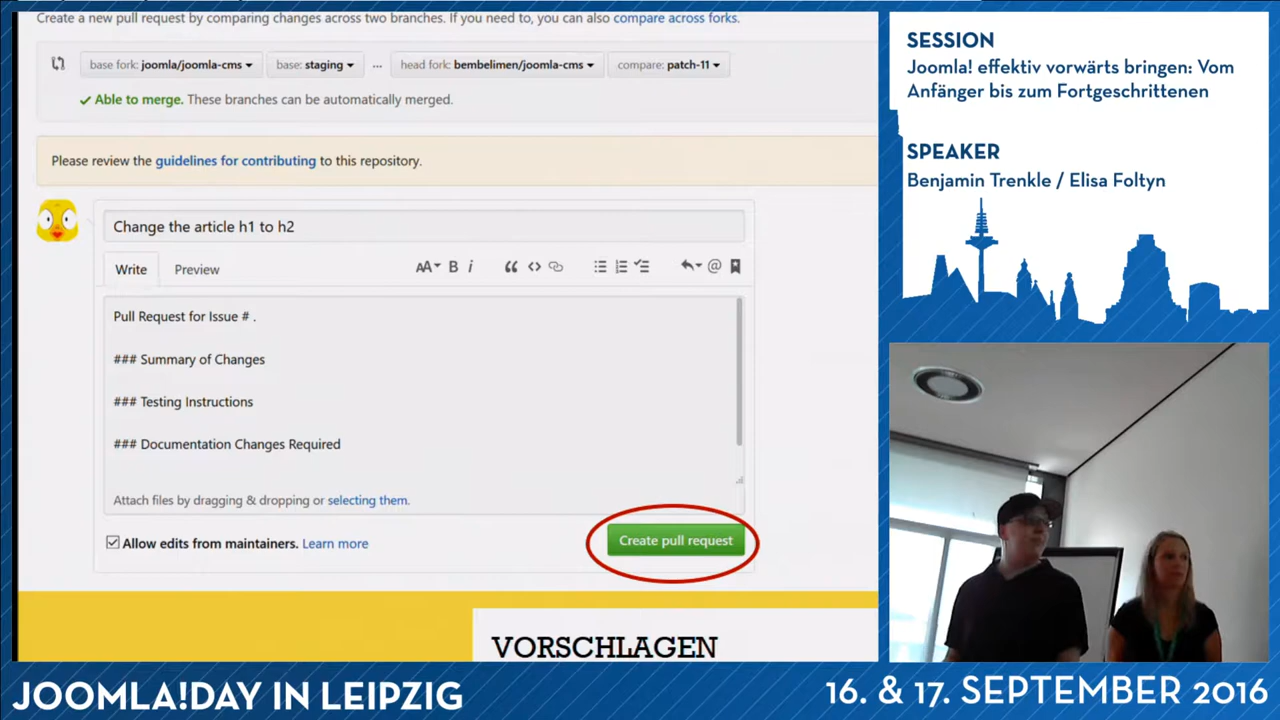 Create a new pull request by comparing changes across two branches. If you need to, you can also compare across forks.
base fork: joomla/joomla-cms
base: staging
...
head fork: bembelimen/joomla-cms
compare: patch-11
Able to merge. These branches can be automatically merged.
Please review the guidelines for contributing to this repository.
Change the article h1 to h2
Write
Preview
AA
B
i
@
Pull Request for Issue # .
### Summary of Changes
### Testing Instructions
### Documentation Changes Required
Attach files by dragging & dropping or selecting them.
Allow edits from maintainers. Learn more
Create pull request
VORSCHLAGEN
SESSION
Joomla! effektiv vorwärts bringen: Vom
Anfänger bis zum Fortgeschrittenen
SPEAKER
Benjamin Trenkle / Elisa Foltyn
JOOMLA!DAY IN LEIPZIG
16. & 17. SEPTEMBER 2016